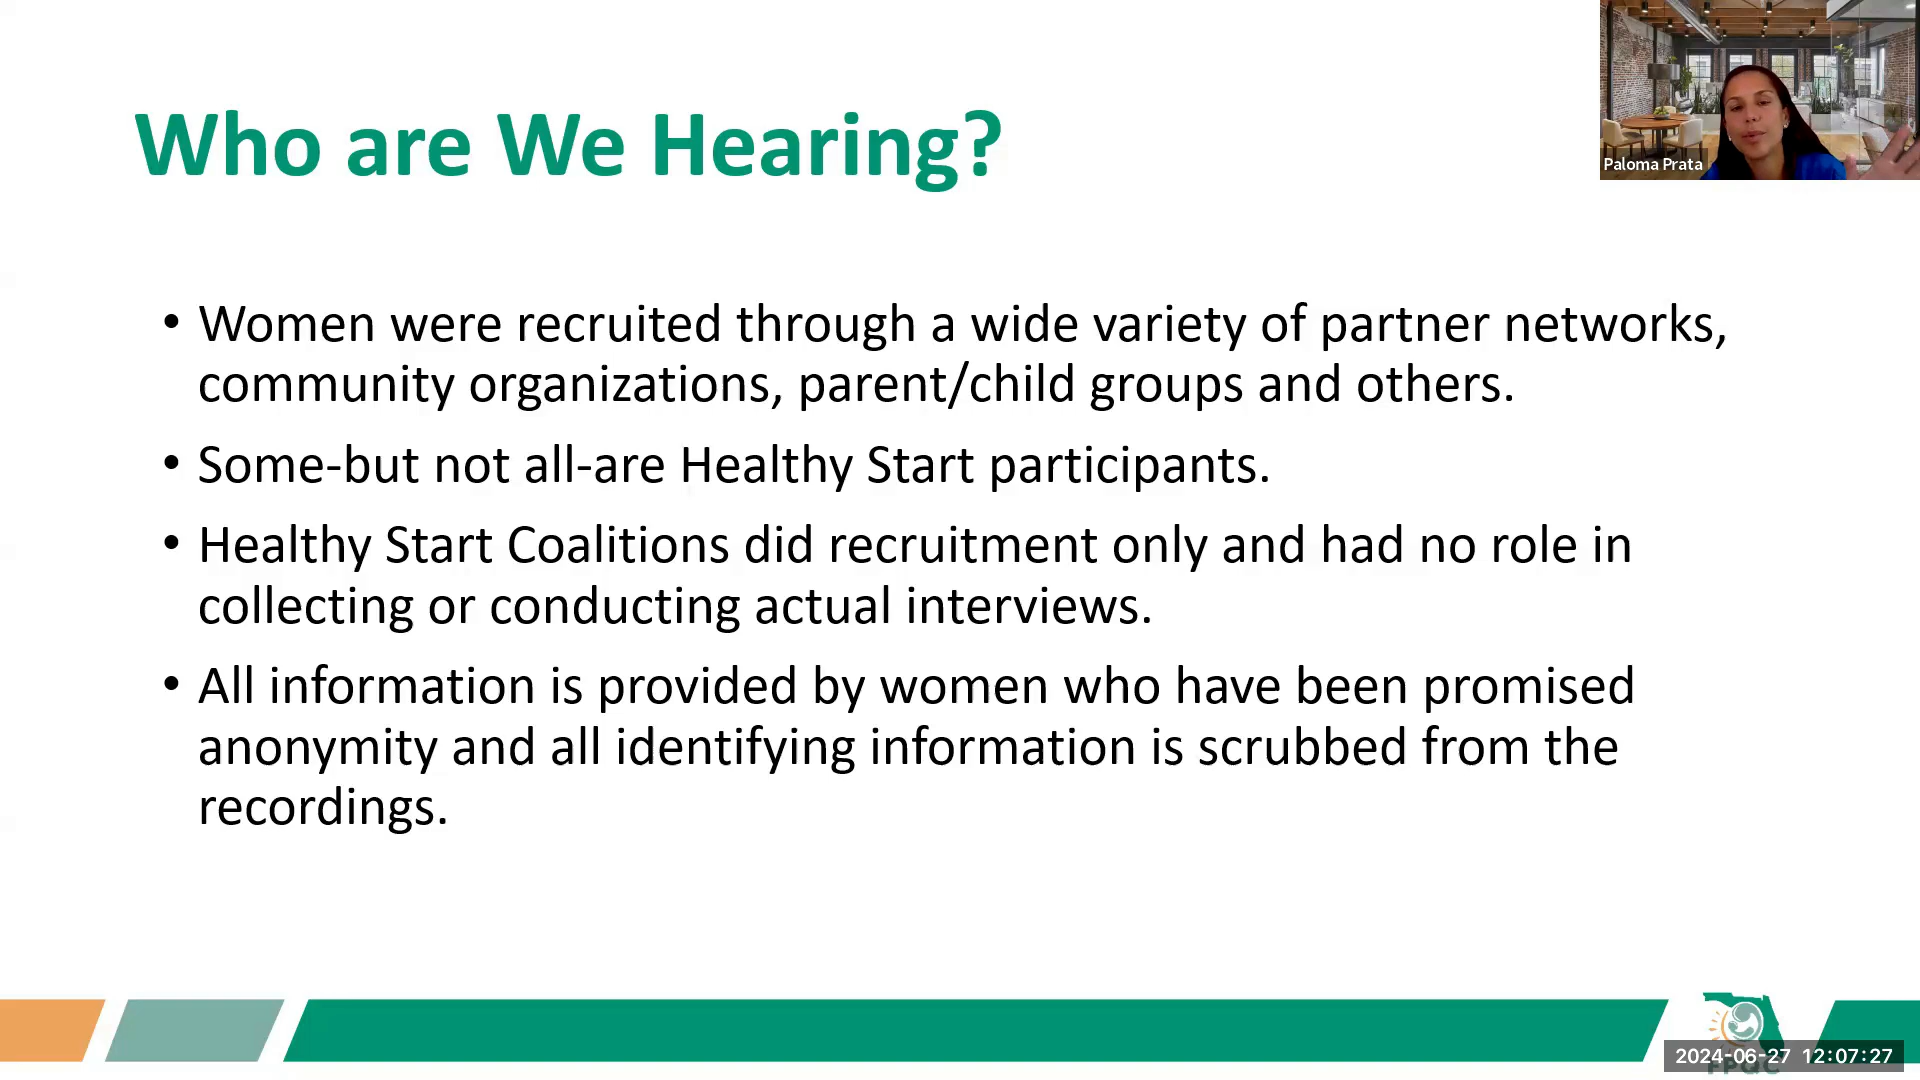 Who are We Hearing?
Paloma Prata
• Women were recruited through a wide variety of partner networks,
community organizations, parent/child groups and others.
• Some-but not all-are Healthy Start participants.
• Healthy Start Coalitions did recruitment only and had no role in
collecting or conducting actual interviews.
• All information is provided by women who have been promised
anonymity and all identifying information is scrubbed from the
recordings.
2024-06-27 12:07:27
FPQC